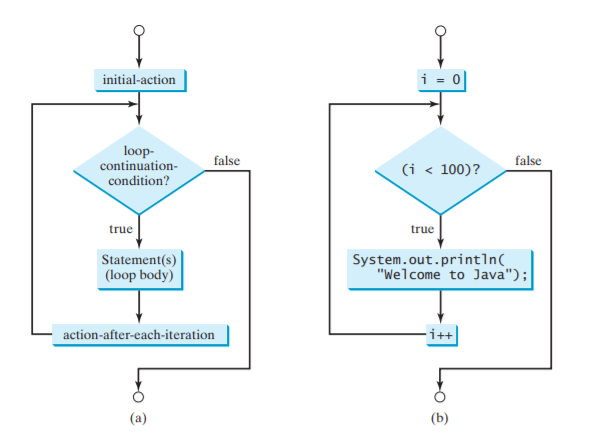 initial-action
loop-
continuation-
condition?
false
true
Statement(s)
(loop body)
action-after-each-iteration
(a)
i = 0
(i < 100)?
false
true
System.out.println(
"Welcome to Java");
i++
(b)